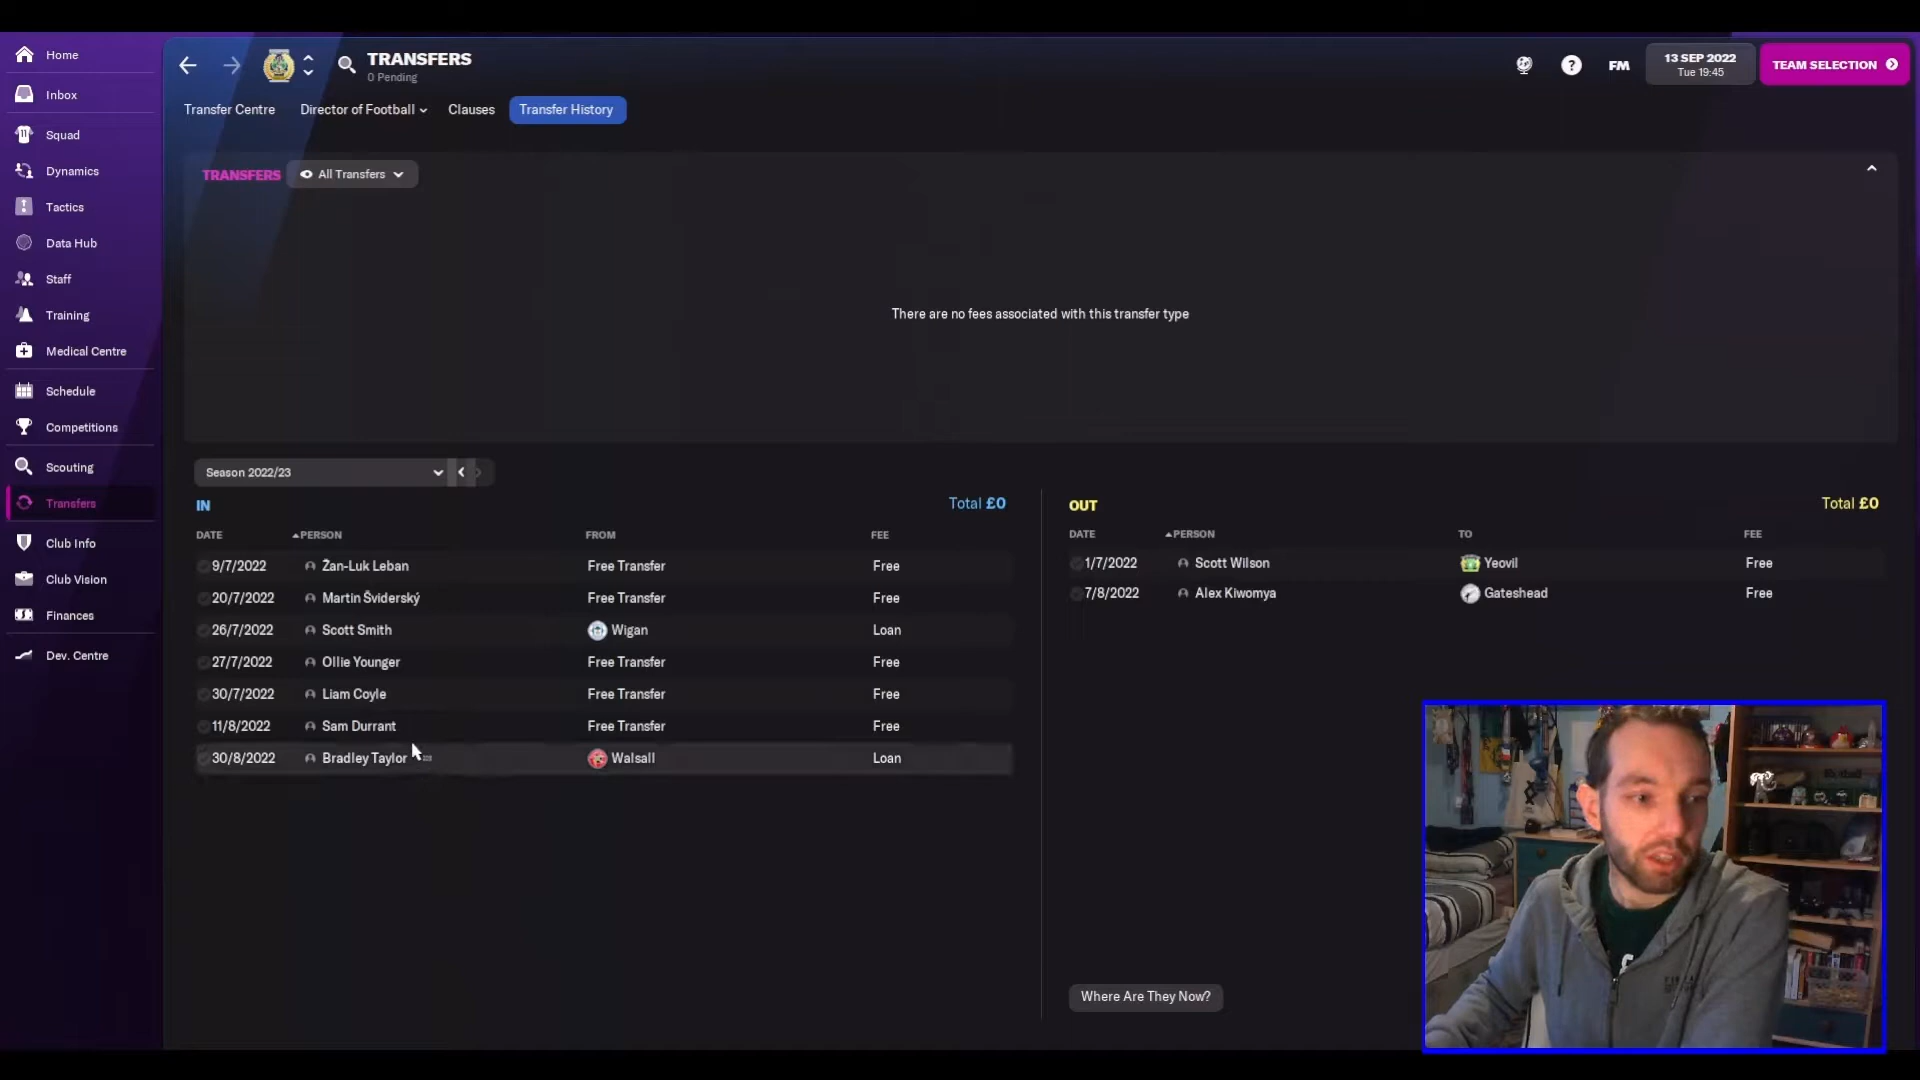 Home
Inbox
Squad
Dynamics
Tactics
Data Hub
Staff
Training
Medical Centre
Schedule
Competitions
Scouting
Transfers
Club Info
Club Vision
Finances
Dev. Centre
TRANSFERS
0 Pending
FM
13 SEP 2022
Tue 19:45
TEAM SELECTION
Transfer Centre
Director of Football
Clauses
Transfer History
TRANSFERS
All Transfers
There are no fees associated with this transfer type
Season 2022/23
IN
Total £0
DATE PERSON FROM FEE
9/7/2022 Žan-Luk Leban Free Transfer Free
20/7/2022 Martin Šviderský Free Transfer Free
26/7/2022 Scott Smith Wigan Loan
27/7/2022 Ollie Younger Free Transfer Free
30/7/2022 Liam Coyle Free Transfer Free
11/8/2022 Sam Durrant Free Transfer Free
30/8/2022 Bradley Taylor Walsall Loan
OUT
Total £0
DATE PERSON TO FEE
1/7/2022 Scott Wilson Yeovil Free
7/8/2022 Alex Kiwomya Gateshead Free
Where Are They Now?